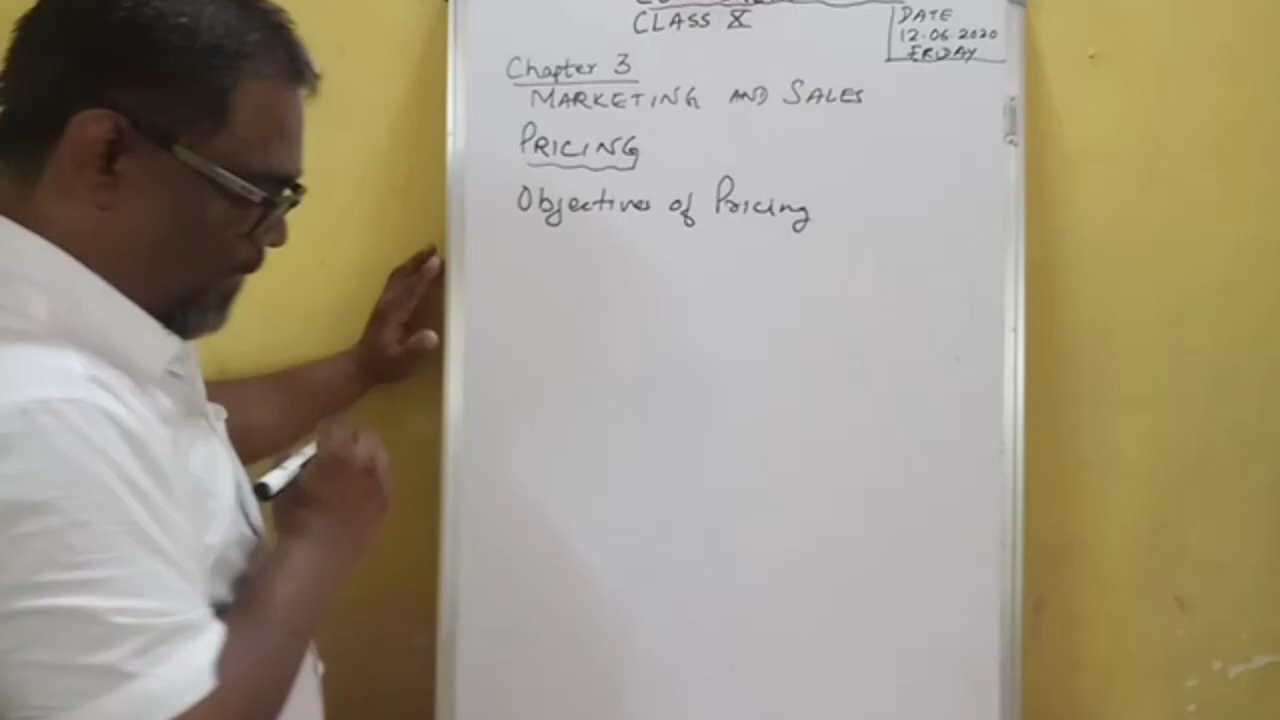 CLASS X
DATE
12.06.2020
FRIDAY
Chapter 3
MARKETING AND SALES
PRICING
Objectives of Pricing